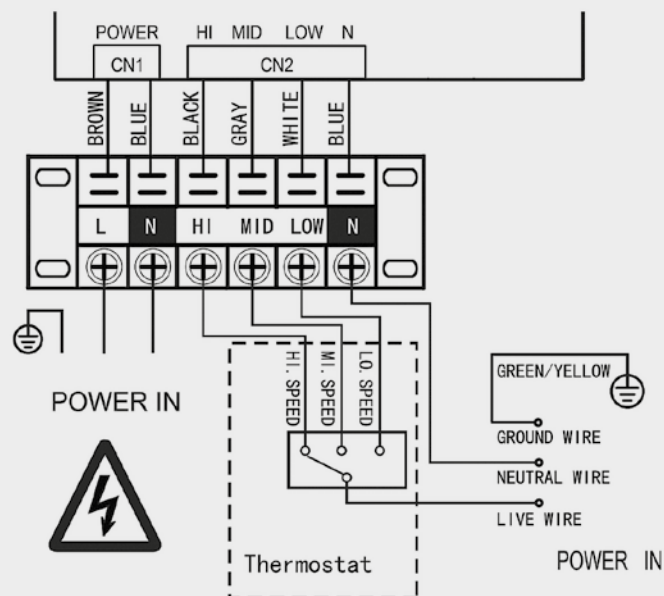 POWER HI MID LOW N
CN1 CN2
BROWN BLUE BLACK GRAY WHITE BLUE
L N HI MID LOW N
HI. SPEED MI. SPEED LO. SPEED
GREEN/YELLOW
POWER IN
GROUND WIRE
NEUTRAL WIRE
LIVE WIRE
Thermostat POWER IN